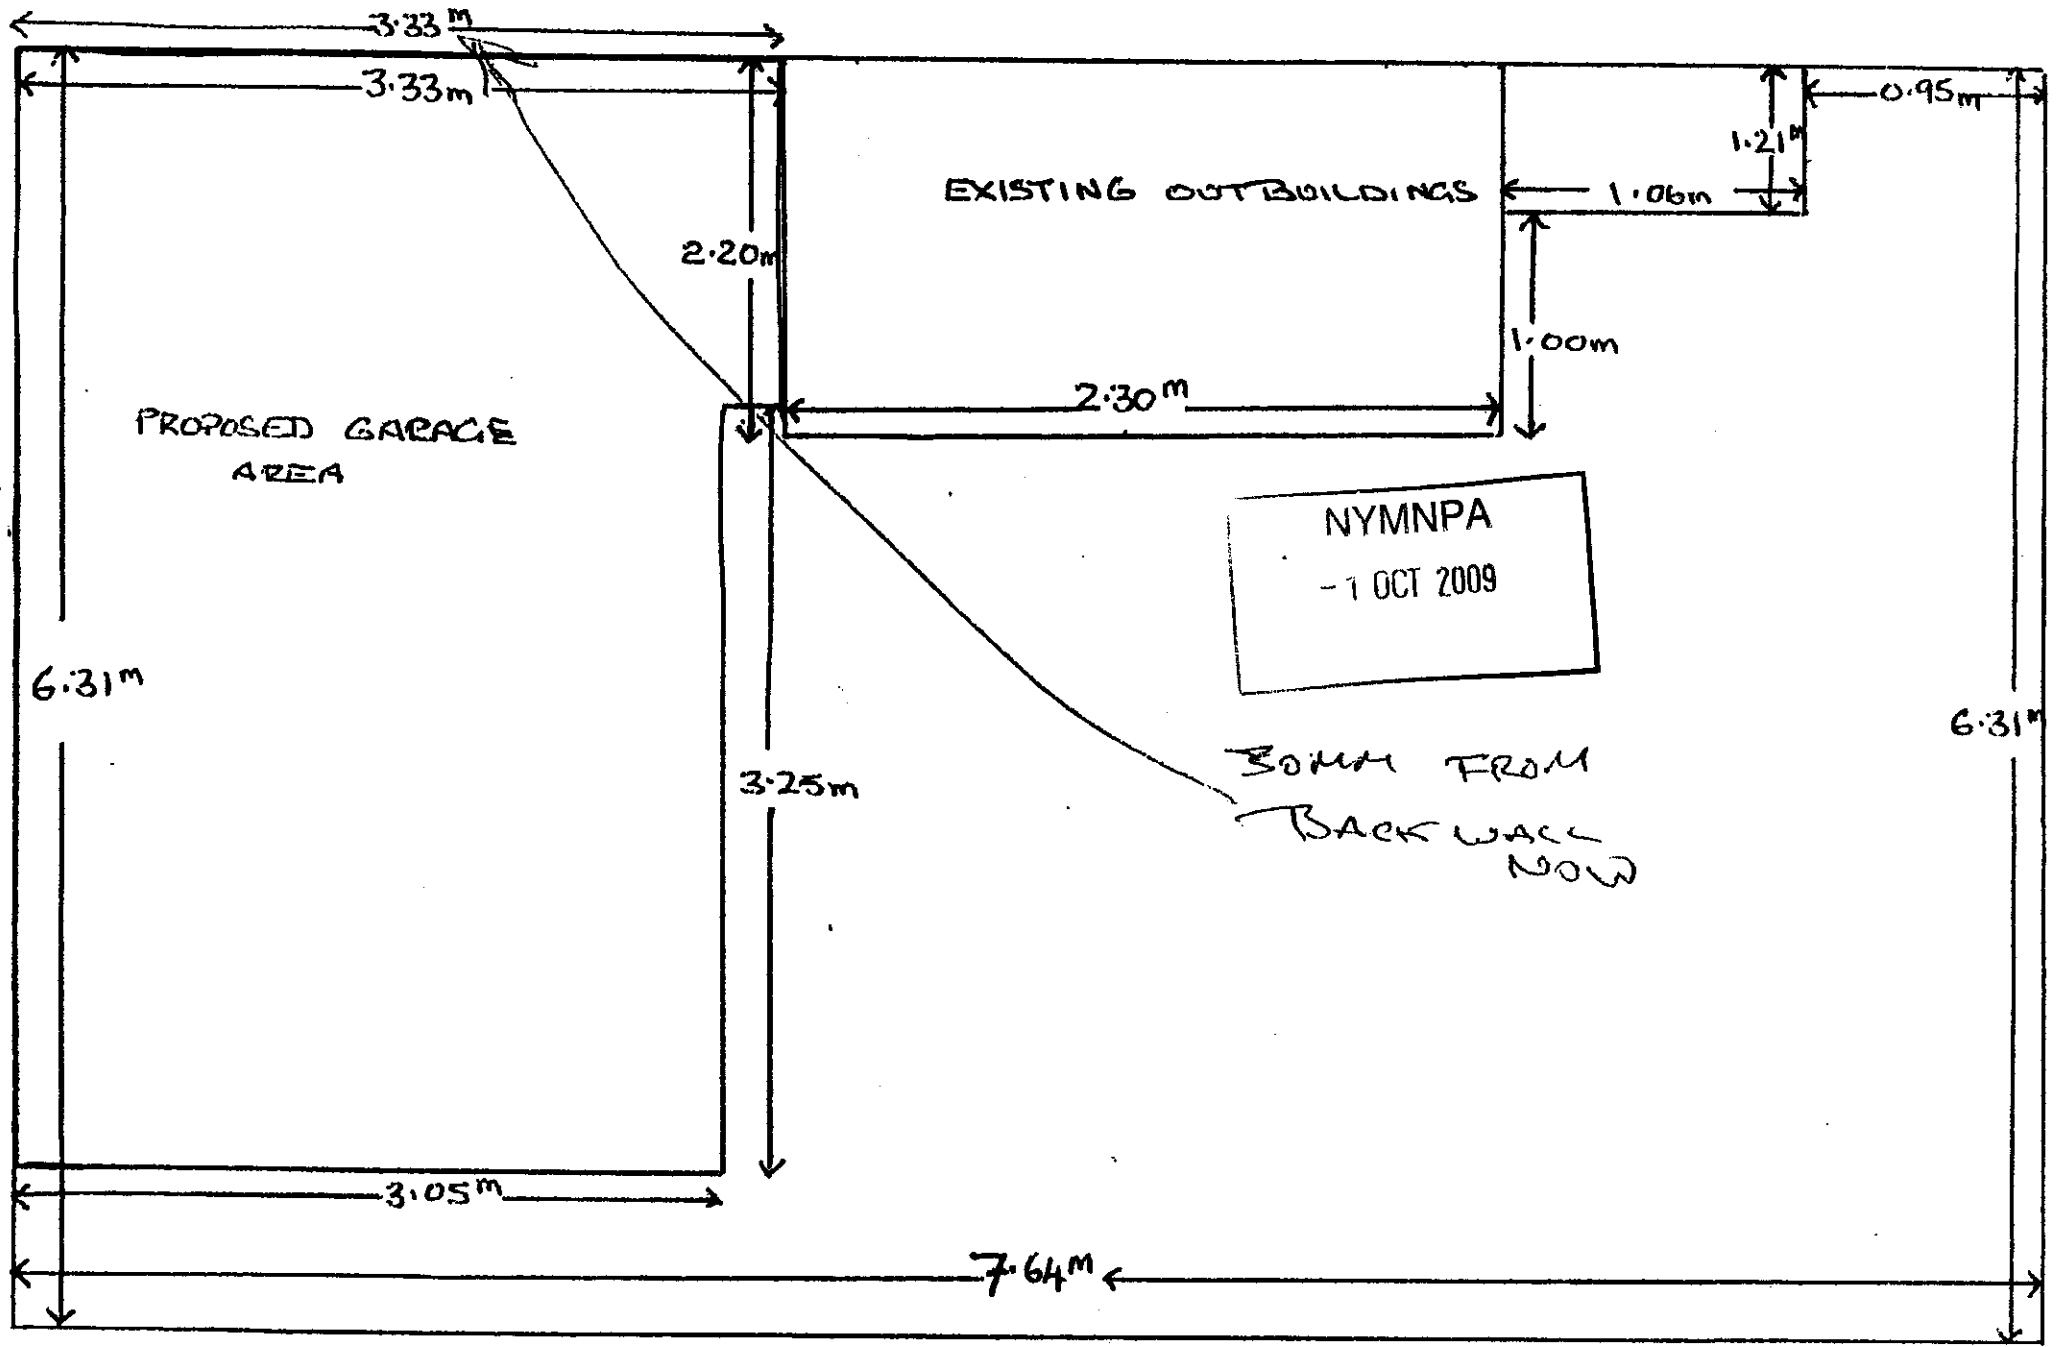 3.33m
3.33m
0.95m
1.21m
EXISTING OUTBUILDINGS
1.06m
2.20m
1.00m
2.30m
PROPOSED GARAGE
AREA
NYMNPA
-1 OCT 2009
6.31m
6.31m
30MM FROM
BACK WALL
NOW
3.25m
3.05m
7.64m